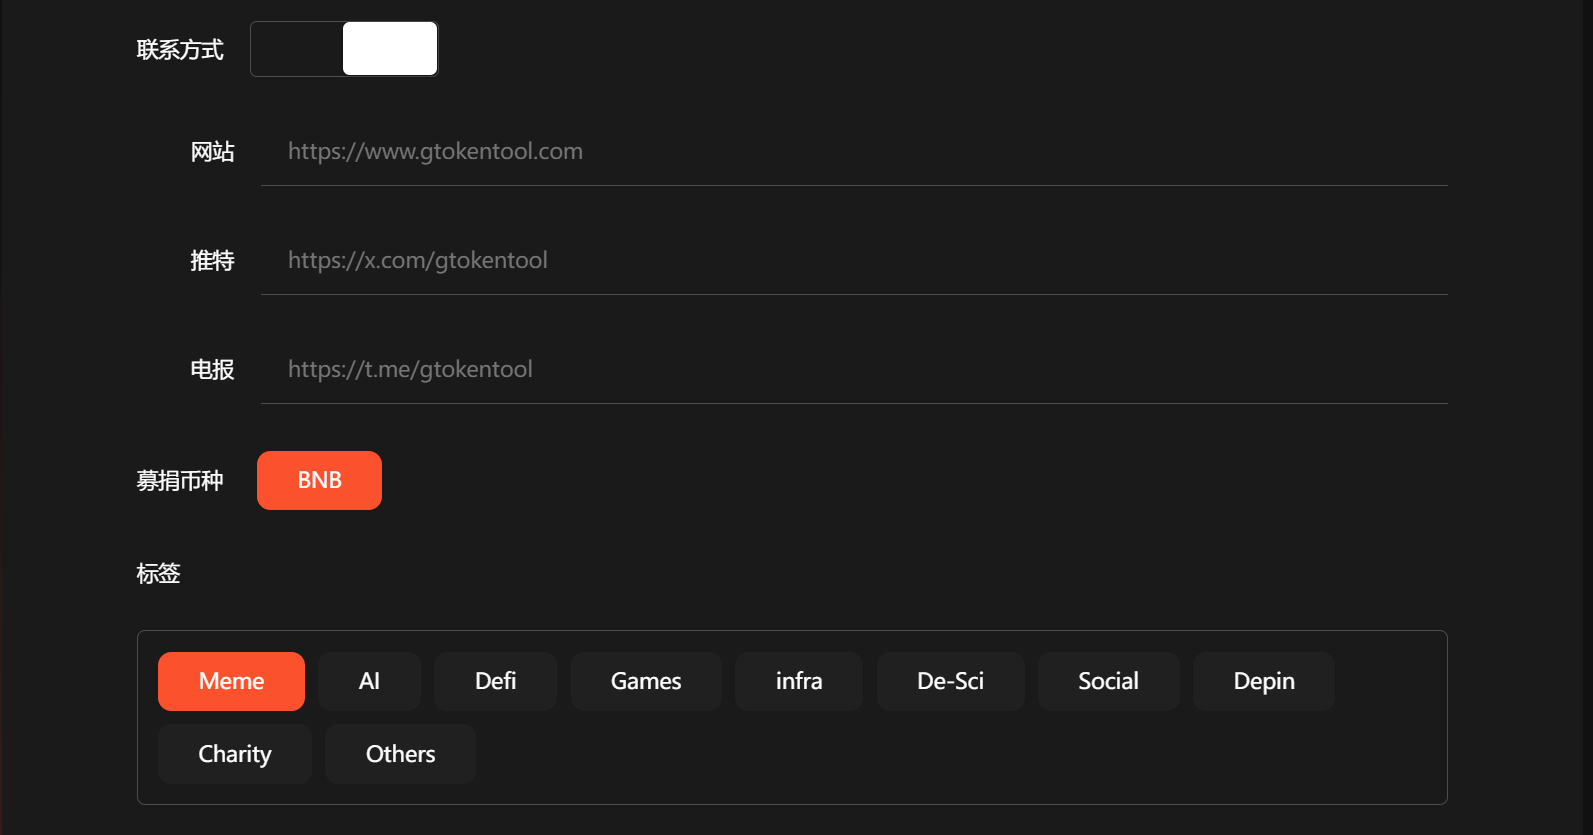 联系方式
网站 https://www.gtokentool.com
推特 https://x.com/gtokentool
电报 https://t.me/gtokentool
募捐币种 BNB
标签
Meme AI Defi Games infra De-Sci Social Depin
Charity Others